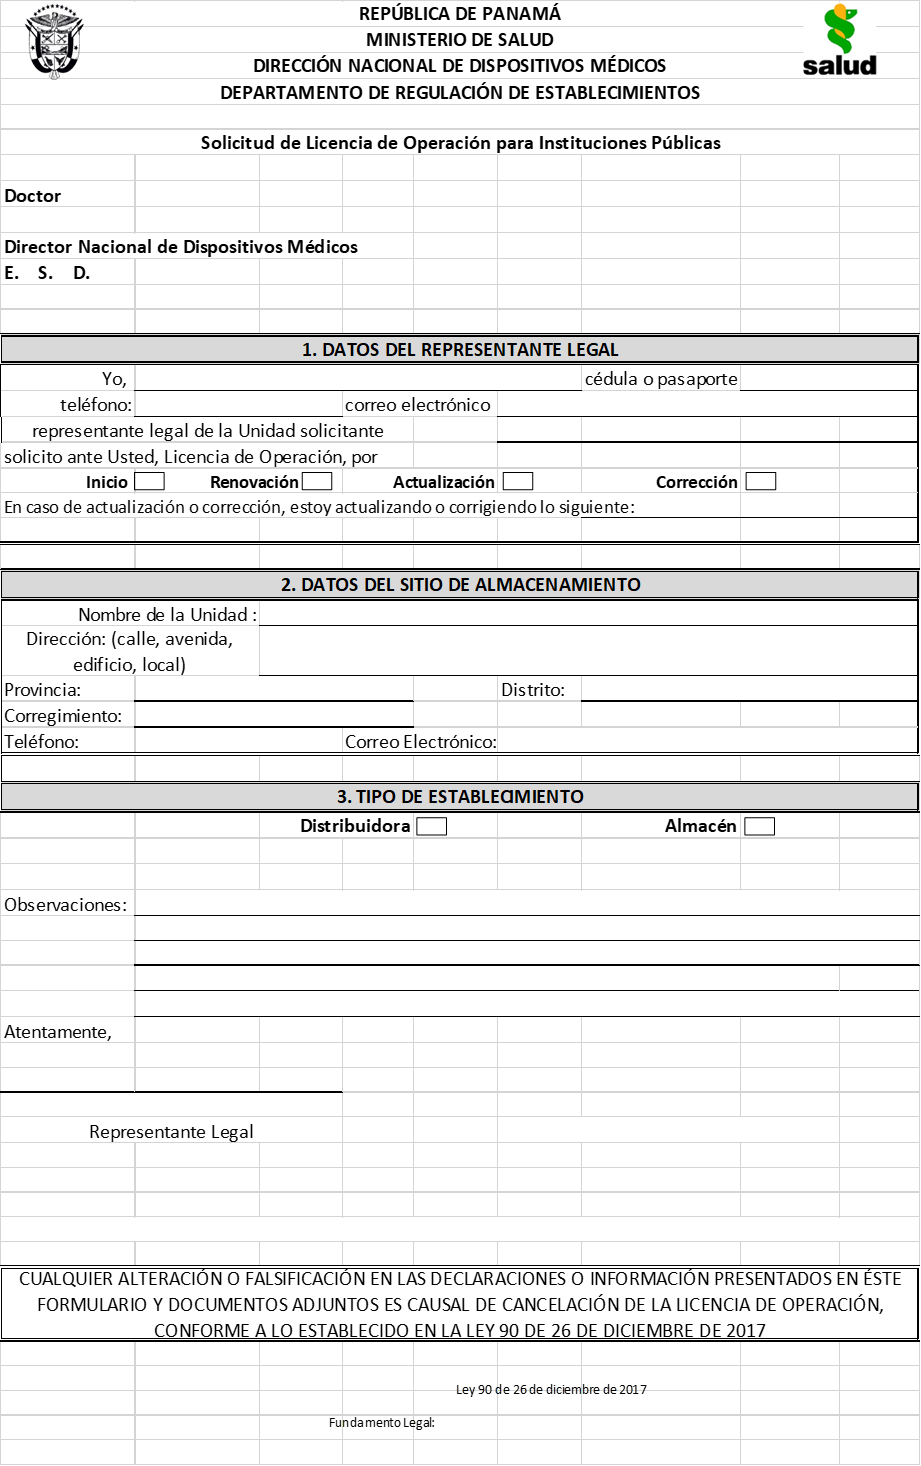 REPÚBLICA DE PANAMÁ
MINISTERIO DE SALUD
DIRECCIÓN NACIONAL DE DISPOSITIVOS MÉDICOS
DEPARTAMENTO DE REGULACIÓN DE ESTABLECIMIENTOS
salud
Solicitud de Licencia de Operación para Instituciones Públicas
Doctor
Director Nacional de Dispositivos Médicos
E. S. D.
1. DATOS DEL REPRESENTANTE LEGAL
Yo, cédula o pasaporte
teléfono: correo electrónico
representante legal de la Unidad solicitante
solicito ante Usted, Licencia de Operación, por
Inicio Renovación Actualización Corrección
En caso de actualización o corrección, estoy actualizando o corrigiendo lo siguiente:
2. DATOS DEL SITIO DE ALMACENAMIENTO
Nombre de la Unidad :
Dirección: (calle, avenida,
edificio, local)
Provincia: Distrito:
Corregimiento:
Teléfono: Correo Electrónico:
3. TIPO DE ESTABLECIMIENTO
Distribuidora Almacén
Observaciones:
Atentamente,
Representante Legal
CUALQUIER ALTERACIÓN O FALSIFICACIÓN EN LAS DECLARACIONES O INFORMACIÓN PRESENTADOS EN ÉSTE
FORMULARIO Y DOCUMENTOS ADJUNTOS ES CAUSAL DE CANCELACIÓN DE LA LICENCIA DE OPERACIÓN,
CONFORME A LO ESTABLECIDO EN LA LEY 90 DE 26 DE DICIEMBRE DE 2017
Ley 90 de 26 de diciembre de 2017
Fundamento Legal: